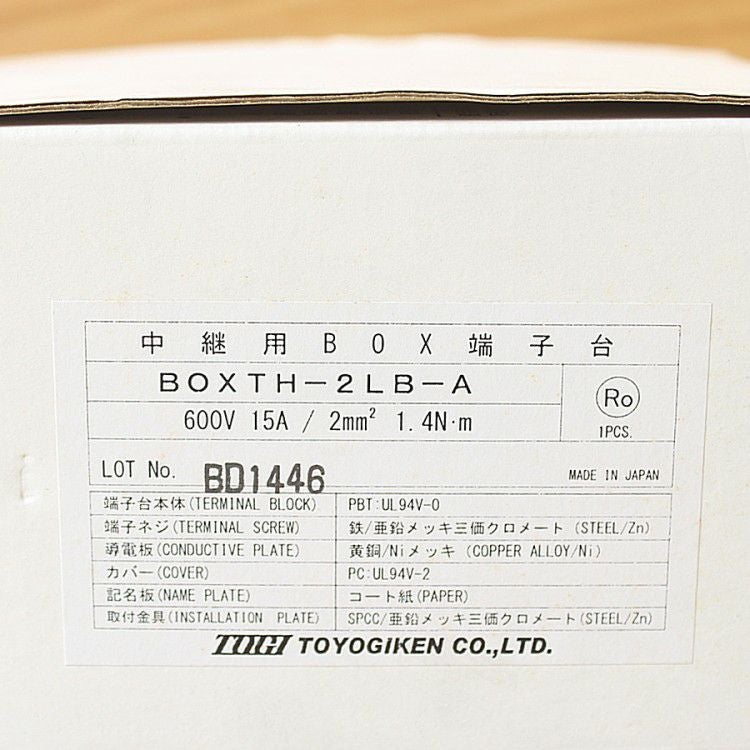 中継用BOX端子台
BOXTH-2LB-A
600V 15A / 2mm² 1.4N·m
Ro
1PCS.
LOT No. BD1446
MADE IN JAPAN
端子台本体(TERMINAL BLOCK) PBT:UL94V-0
端子ネジ(TERMINAL SCREW) 鉄/亜鉛メッキ三価クロメート(STEEL/Zn)
導電板(CONDUCTIVE PLATE) 黄銅/Niメッキ(COPPER ALLOY/Ni)
カバー(COVER) PC:UL94V-2
記名板(NAME PLATE) コート紙(PAPER)
取付金具(INSTALLATION PLATE) SPCC/亜鉛メッキ三価クロメート(STEEL/Zn)
TOGI TOYOGIKEN CO.,LTD.